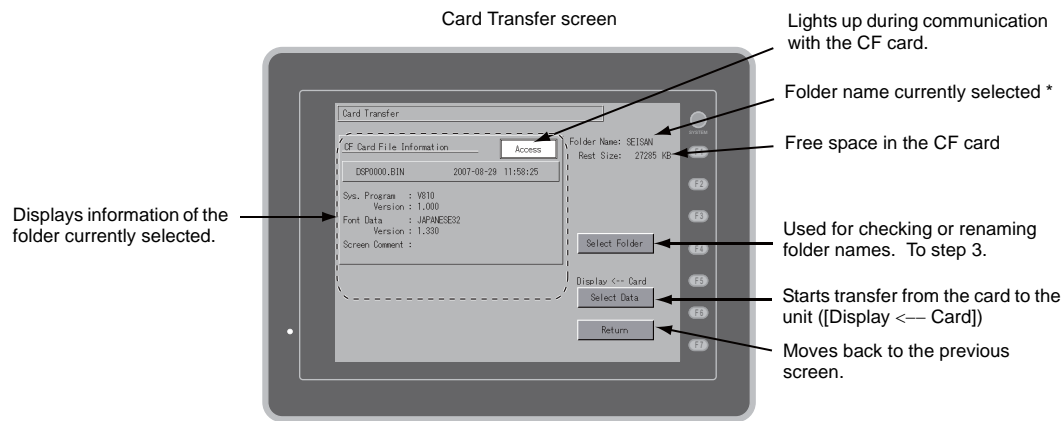 Card Transfer screen
Lights up during communication
with the CF card.
Folder name currently selected *
Free space in the CF card
Displays information of the
folder currently selected.
Used for checking or renaming
folder names.  To step 3.
Starts transfer from the card to the
unit ([Display <−− Card])
Moves back to the previous
screen.
Card Transfer
CF Card File Information
Access
DSP0000.BIN 2007-08-29 11:58:25
Sys. Program : V810
Version : 1.000
Font Data : JAPANESE32
Version : 1.330
Screen Comment :
Folder Name: SEISAN
Rest Size: 27285 KB
Select Folder
Display <-- Card
Select Data
Return
F2
F3
F4
F5
F6
F7